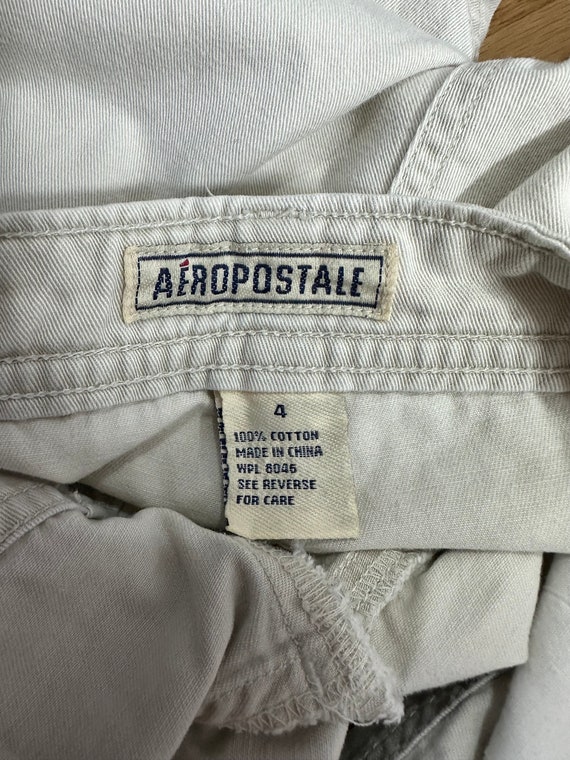 AÉROPOSTALE
4
100% COTTON
MADE IN CHINA
WPL 8046
SEE REVERSE
FOR CARE